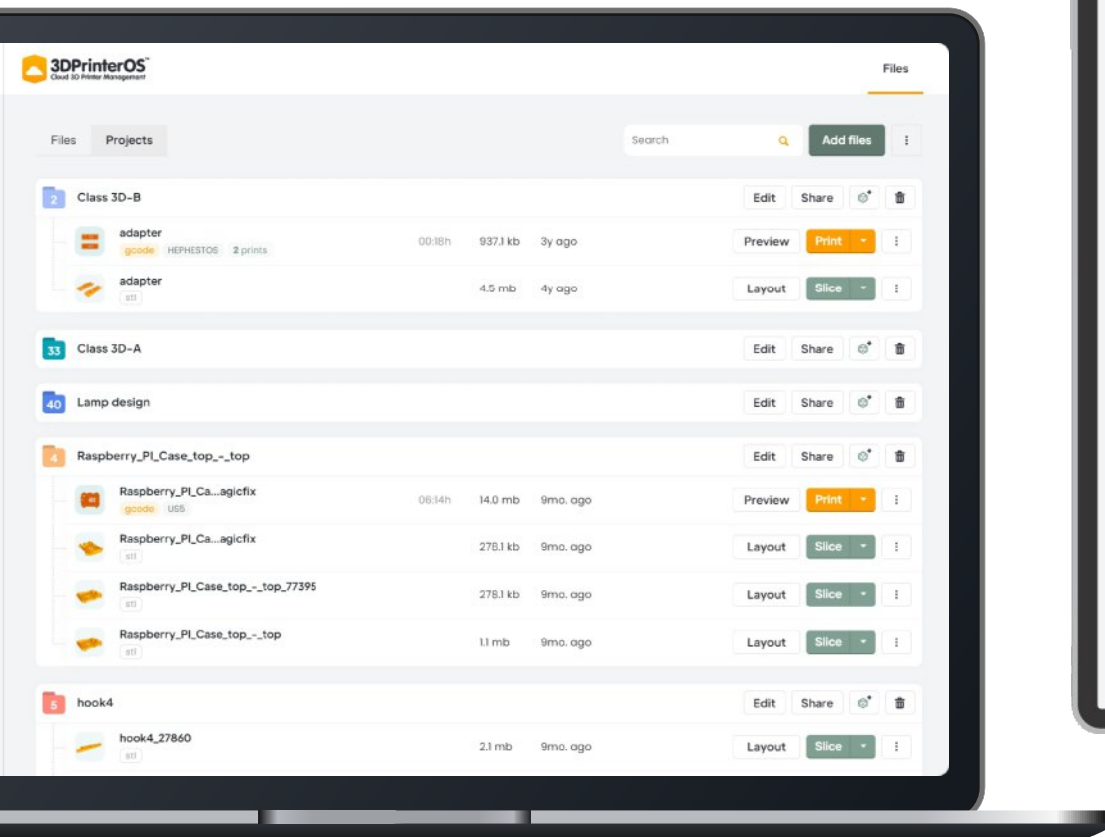 3DPrinterOS™
Cloud 3D Printer Management
Files
Files Projects Search Add files
2 Class 3D-B Edit Share
adapter
gcode HEPHESTOS 2 prints 00:18h 937.1 kb 3y ago Preview Print
adapter
stl 4.5 mb 4y ago Layout Slice
33 Class 3D-A Edit Share
40 Lamp design Edit Share
4 Raspberry_PI_Case_top_-_top Edit Share
Raspberry_PI_Ca...agicfix
gcode US5 06:14h 14.0 mb 9mo. ago Preview Print
Raspberry_PI_Ca...agicfix
stl 278.1 kb 9mo. ago Layout Slice
Raspberry_PI_Case_top_-_top_77395
stl 278.1 kb 9mo. ago Layout Slice
Raspberry_PI_Case_top_-_top
stl 1.1 mb 9mo. ago Layout Slice
5 hook4 Edit Share
hook4_27860
stl 2.1 mb 9mo. ago Layout Slice